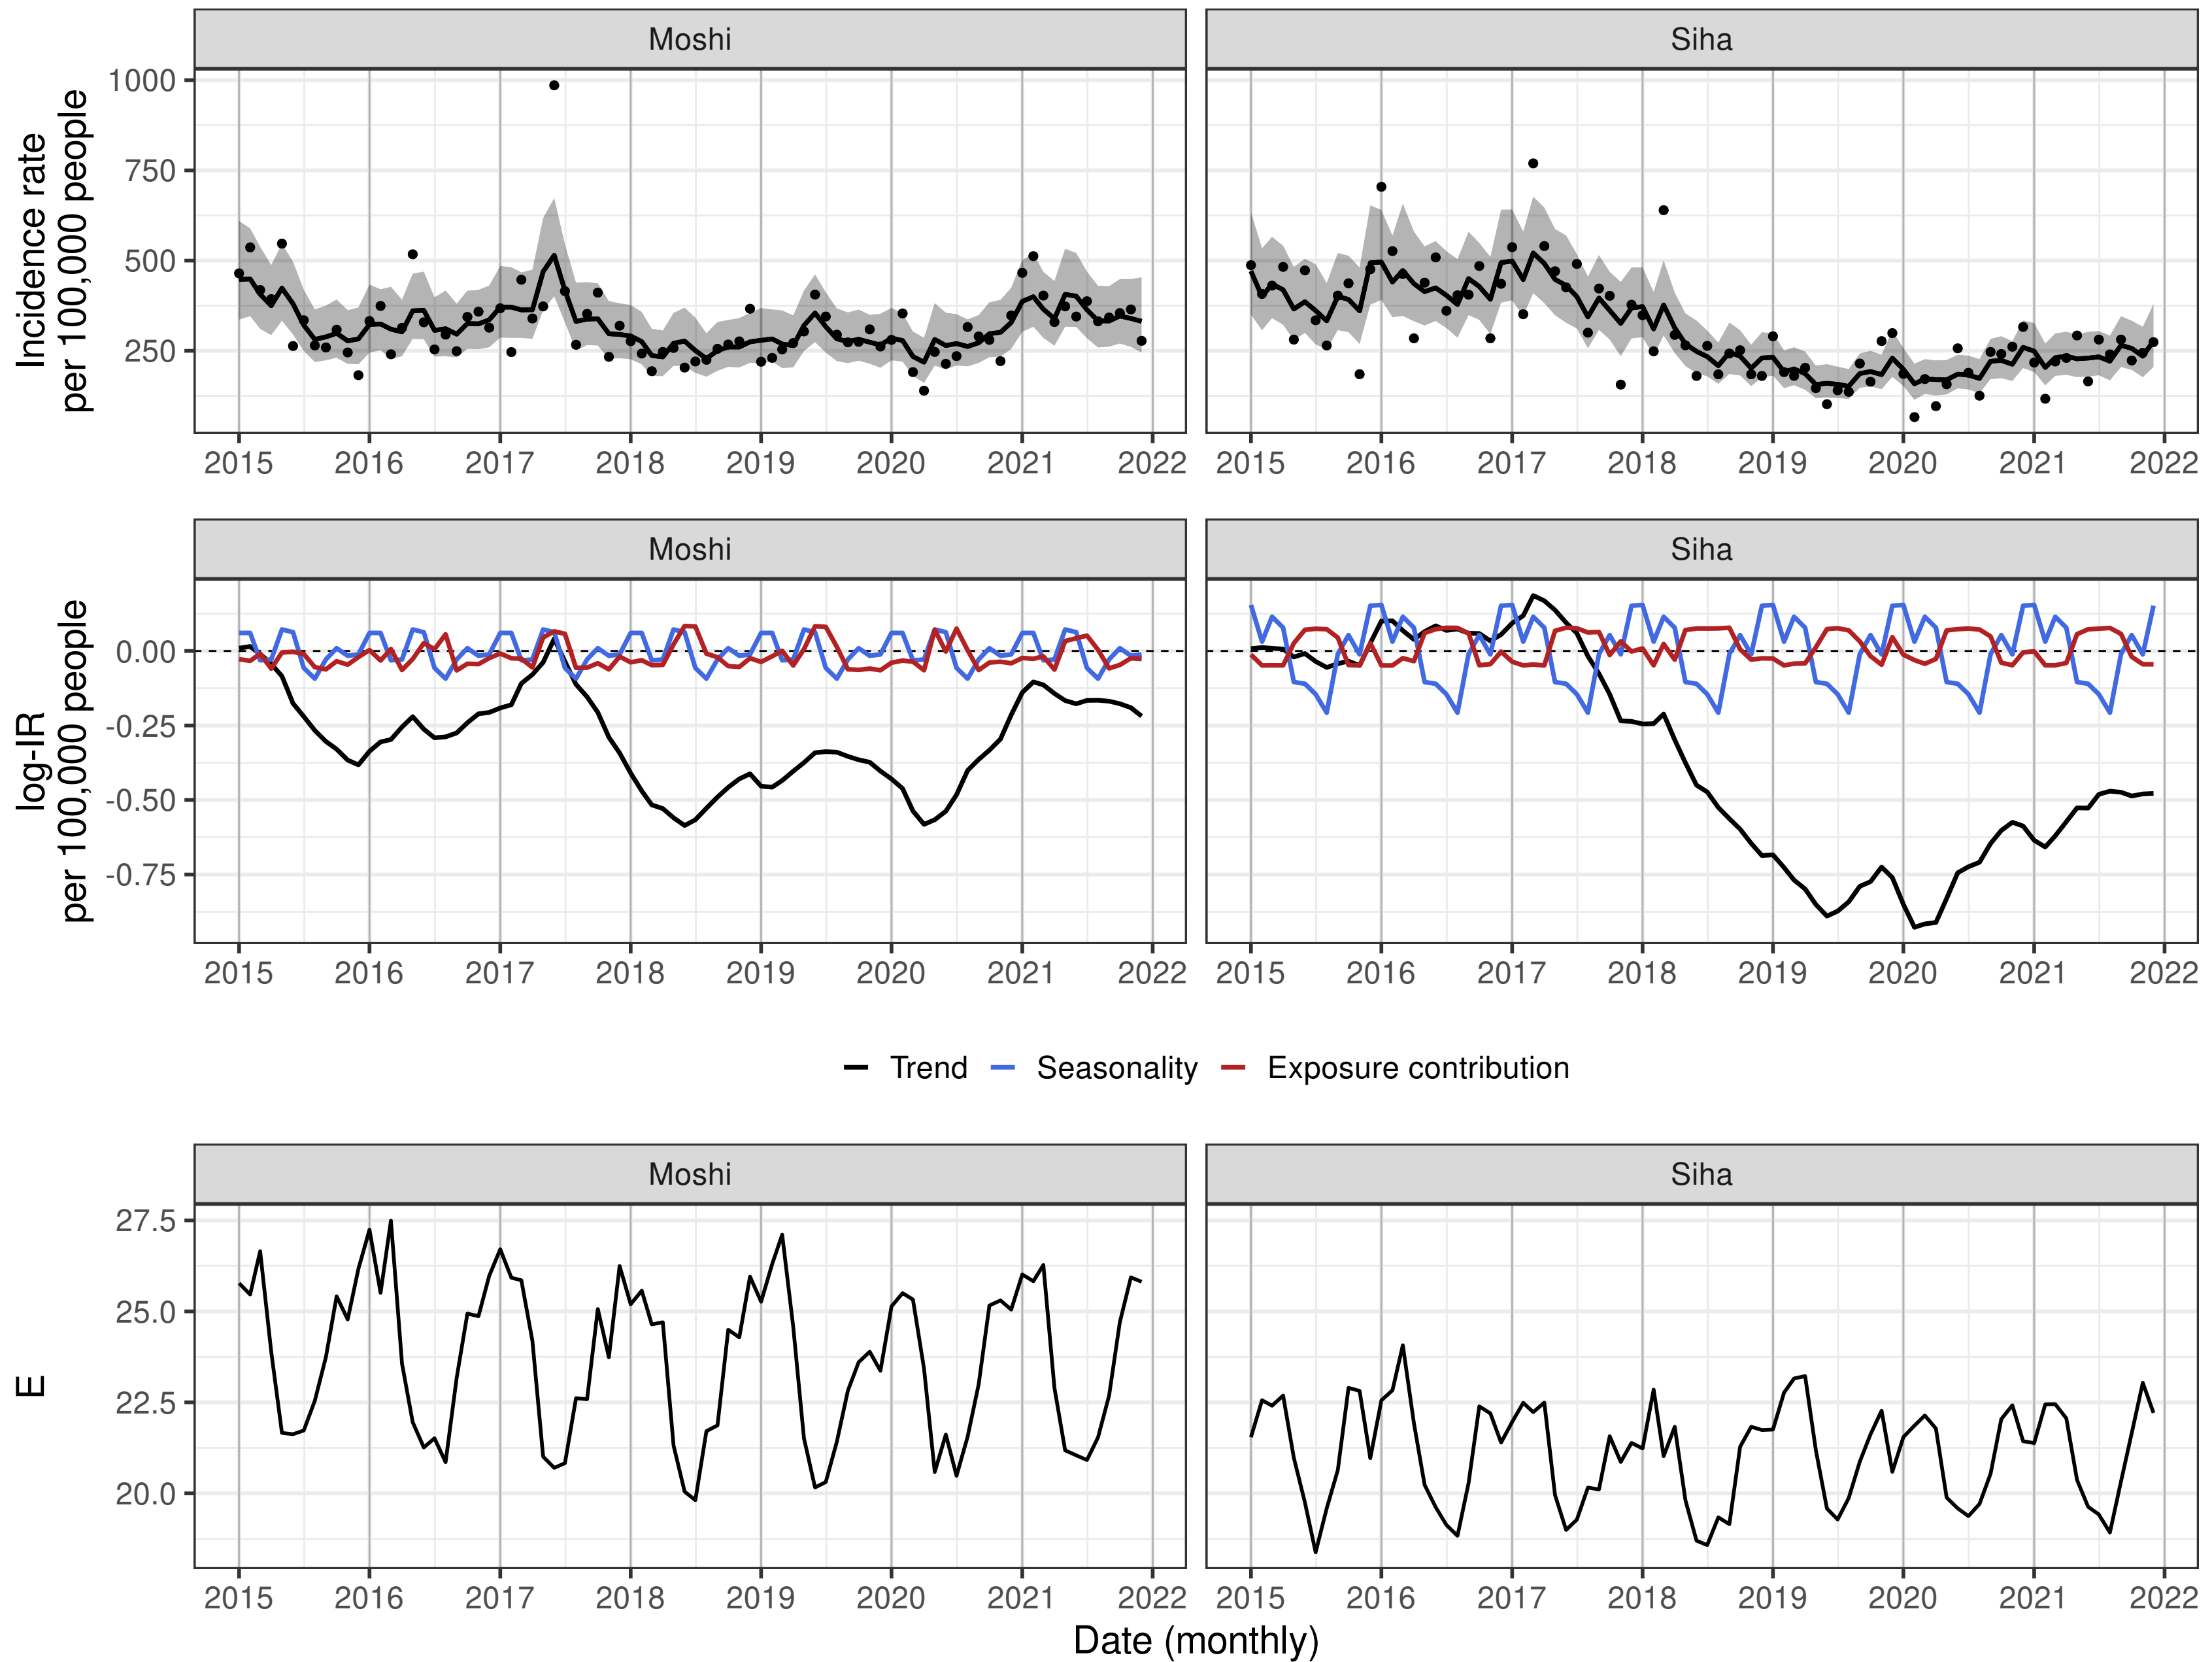 Moshi Siha
Incidence rate
per 100,000 people
1000
750
500
250
2015 2016 2017 2018 2019 2020 2021 2022 2015 2016 2017 2018 2019 2020 2021 2022
Moshi Siha
log-IR
per 100,000 people
0.00
-0.25
-0.50
-0.75
2015 2016 2017 2018 2019 2020 2021 2022 2015 2016 2017 2018 2019 2020 2021 2022
Trend Seasonality Exposure contribution
Moshi Siha
E
27.5
25.0
22.5
20.0
2015 2016 2017 2018 2019 2020 2021 2022 2015 2016 2017 2018 2019 2020 2021 2022
Date (monthly)